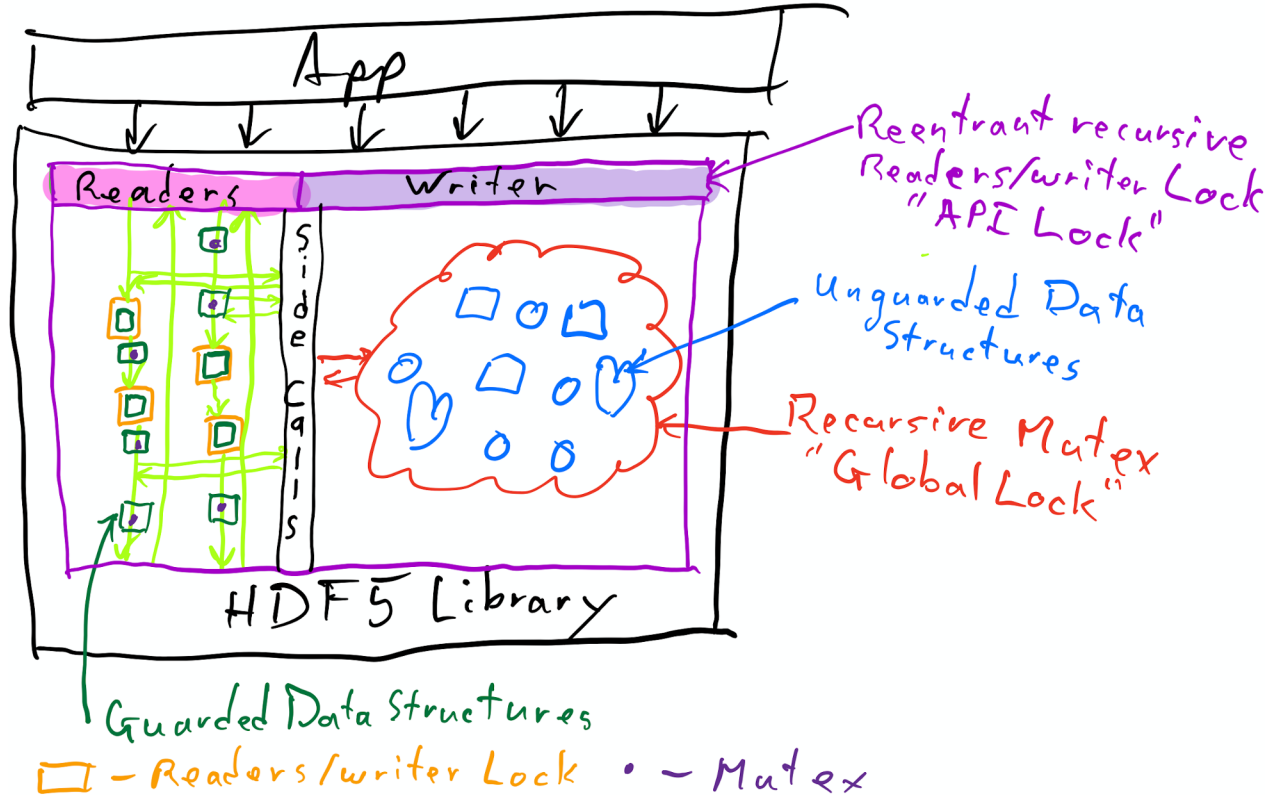 App
Readers
Writer
Side Calls
HDF5 Library
Reentrant recursive
Readers/writer Lock
"API Lock"
Unguarded Data
Structures
Recursive Mutex
"Global Lock"
Guarded Data Structures
- Readers/writer Lock
- Mutex